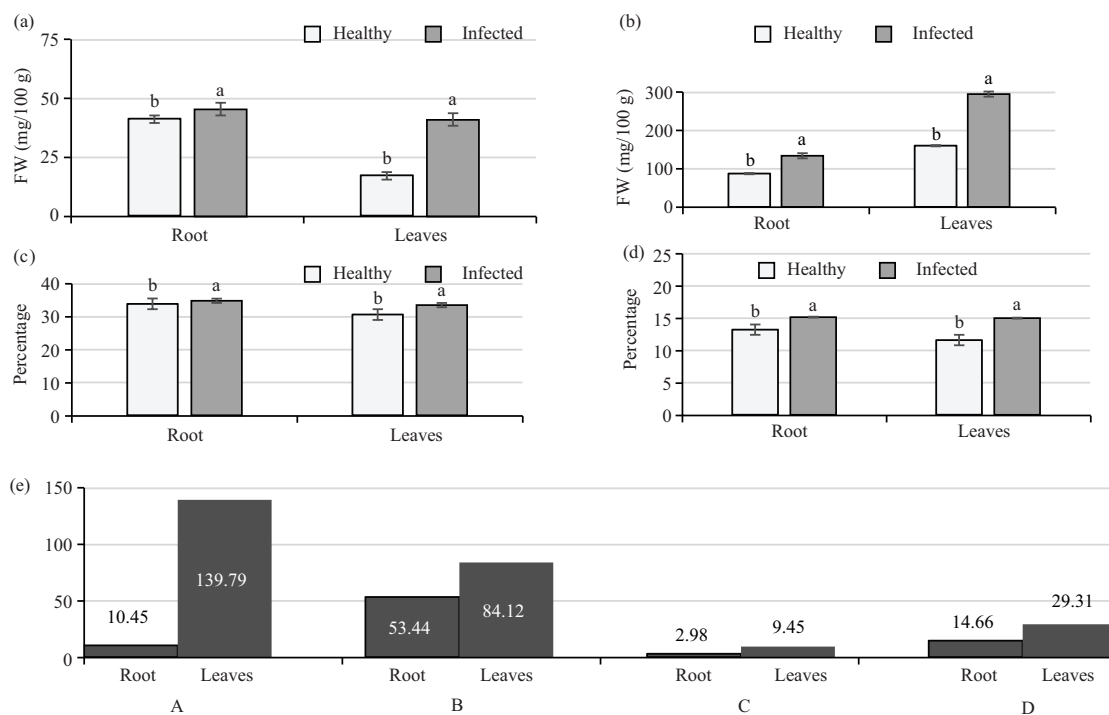 (a)
75
50
25
0
FW (mg/100 g)
Healthy Infected
b a b a
Root Leaves
(b)
300
200
100
0
FW (mg/100 g)
Healthy Infected
b a b a
Root Leaves
(c)
40
30
20
10
0
Percentage
Healthy Infected
b a b a
Root Leaves
(d)
25
20
15
10
5
0
Percentage
Healthy Infected
b a b a
Root Leaves
(e)
150
100
50
0
10.45 139.79 53.44 84.12 2.98 9.45 14.66 29.31
Root Leaves Root Leaves Root Leaves Root Leaves
A B C D